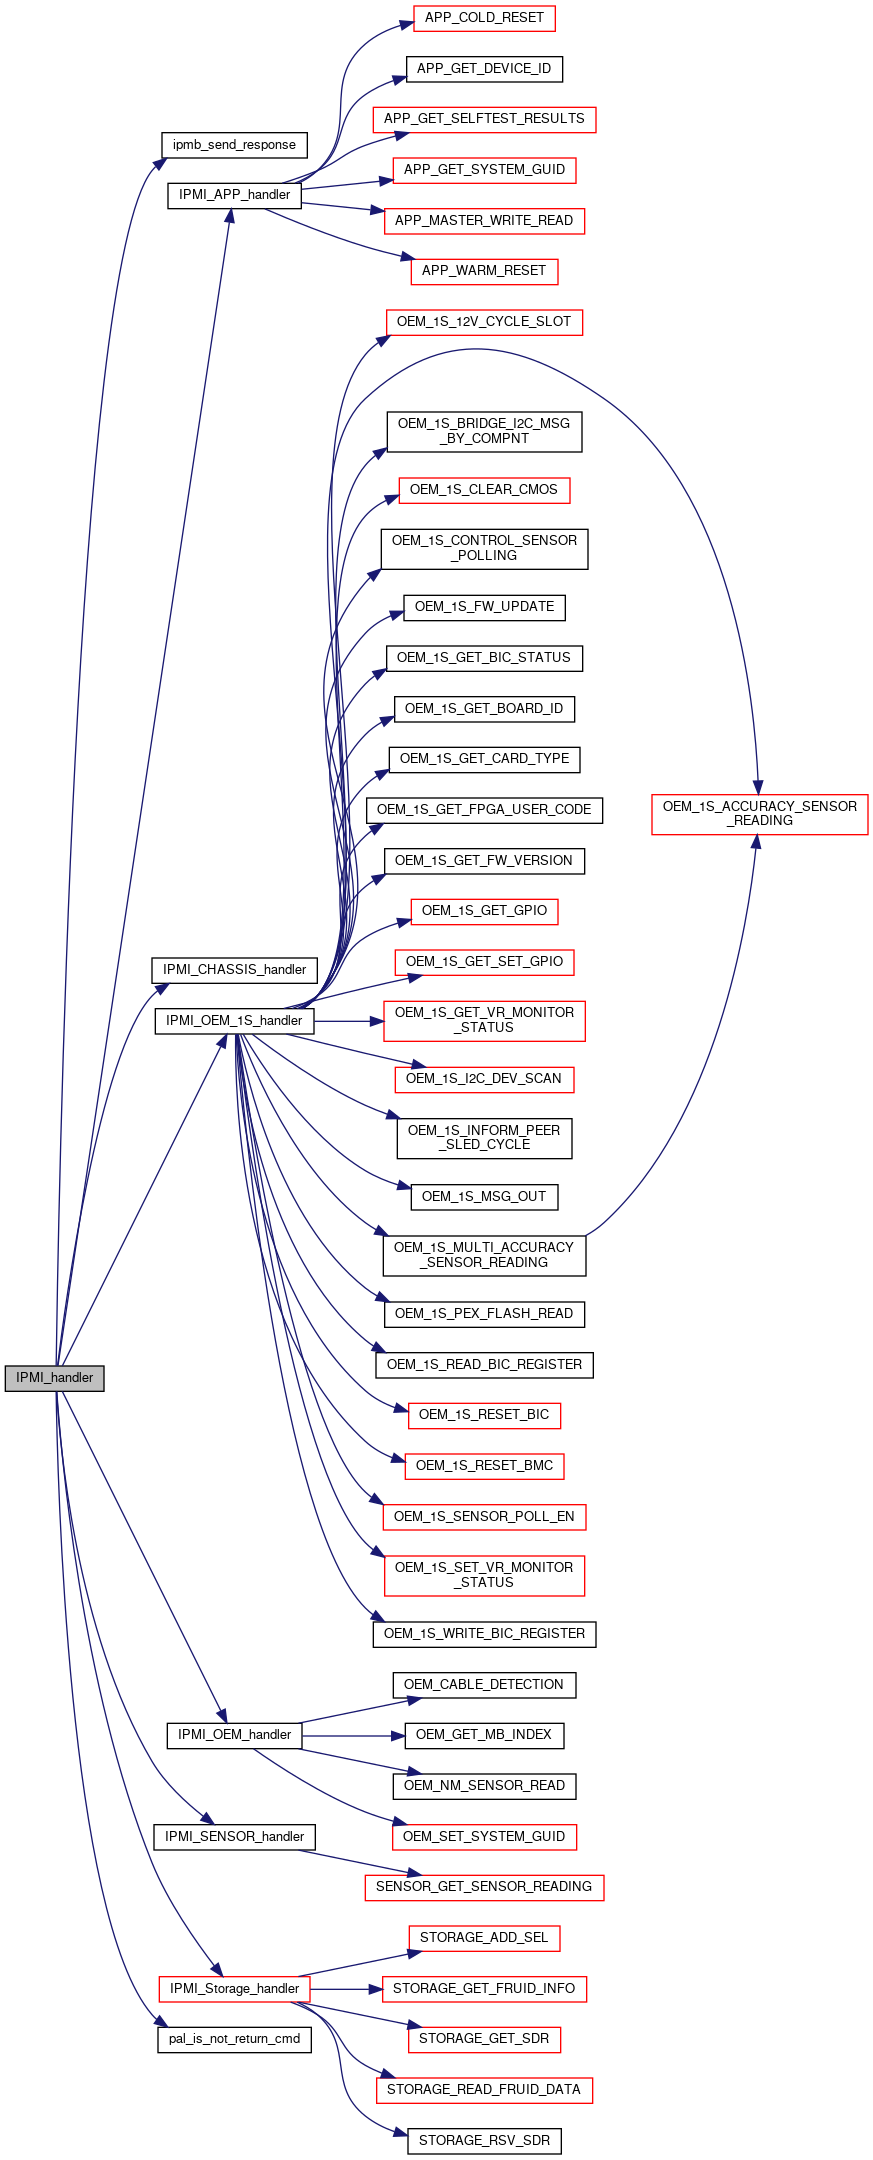 APP_COLD_RESET
APP_GET_DEVICE_ID
APP_GET_SELFTEST_RESULTS
ipmb_send_response
APP_GET_SYSTEM_GUID
IPMI_APP_handler
APP_MASTER_WRITE_READ
APP_WARM_RESET
OEM_1S_12V_CYCLE_SLOT
OEM_1S_BRIDGE_I2C_MSG
_BY_COMPNT
OEM_1S_CLEAR_CMOS
OEM_1S_CONTROL_SENSOR
_POLLING
OEM_1S_FW_UPDATE
OEM_1S_GET_BIC_STATUS
OEM_1S_GET_BOARD_ID
OEM_1S_GET_CARD_TYPE
OEM_1S_GET_FPGA_USER_CODE
OEM_1S_ACCURACY_SENSOR
_READING
OEM_1S_GET_FW_VERSION
OEM_1S_GET_GPIO
OEM_1S_GET_SET_GPIO
IPMI_CHASSIS_handler
IPMI_OEM_1S_handler
OEM_1S_GET_VR_MONITOR
_STATUS
OEM_1S_I2C_DEV_SCAN
OEM_1S_INFORM_PEER
_SLED_CYCLE
OEM_1S_MSG_OUT
OEM_1S_MULTI_ACCURACY
_SENSOR_READING
OEM_1S_PEX_FLASH_READ
OEM_1S_READ_BIC_REGISTER
IPMI_handler
OEM_1S_RESET_BIC
OEM_1S_RESET_BMC
OEM_1S_SENSOR_POLL_EN
OEM_1S_SET_VR_MONITOR
_STATUS
OEM_1S_WRITE_BIC_REGISTER
OEM_CABLE_DETECTION
IPMI_OEM_handler
OEM_GET_MB_INDEX
OEM_NM_SENSOR_READ
OEM_SET_SYSTEM_GUID
IPMI_SENSOR_handler
SENSOR_GET_SENSOR_READING
STORAGE_ADD_SEL
IPMI_Storage_handler
STORAGE_GET_FRUID_INFO
pal_is_not_return_cmd
STORAGE_GET_SDR
STORAGE_READ_FRUID_DATA
STORAGE_RSV_SDR